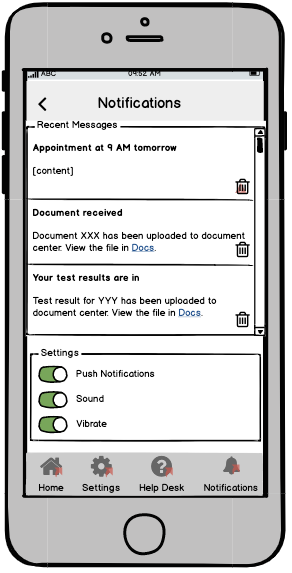 ABC 09:52 AM
Notifications
Recent Messages
Appointment at 9 AM tomorrow
[content]
Document received
Document XXX has been uploaded to document
center. View the file in Docs.
Your test results are in
Test result for YYY has been uploaded to
document center. View the file in Docs.
Settings
Push Notifications
Sound
Vibrate
Home Settings Help Desk Notifications